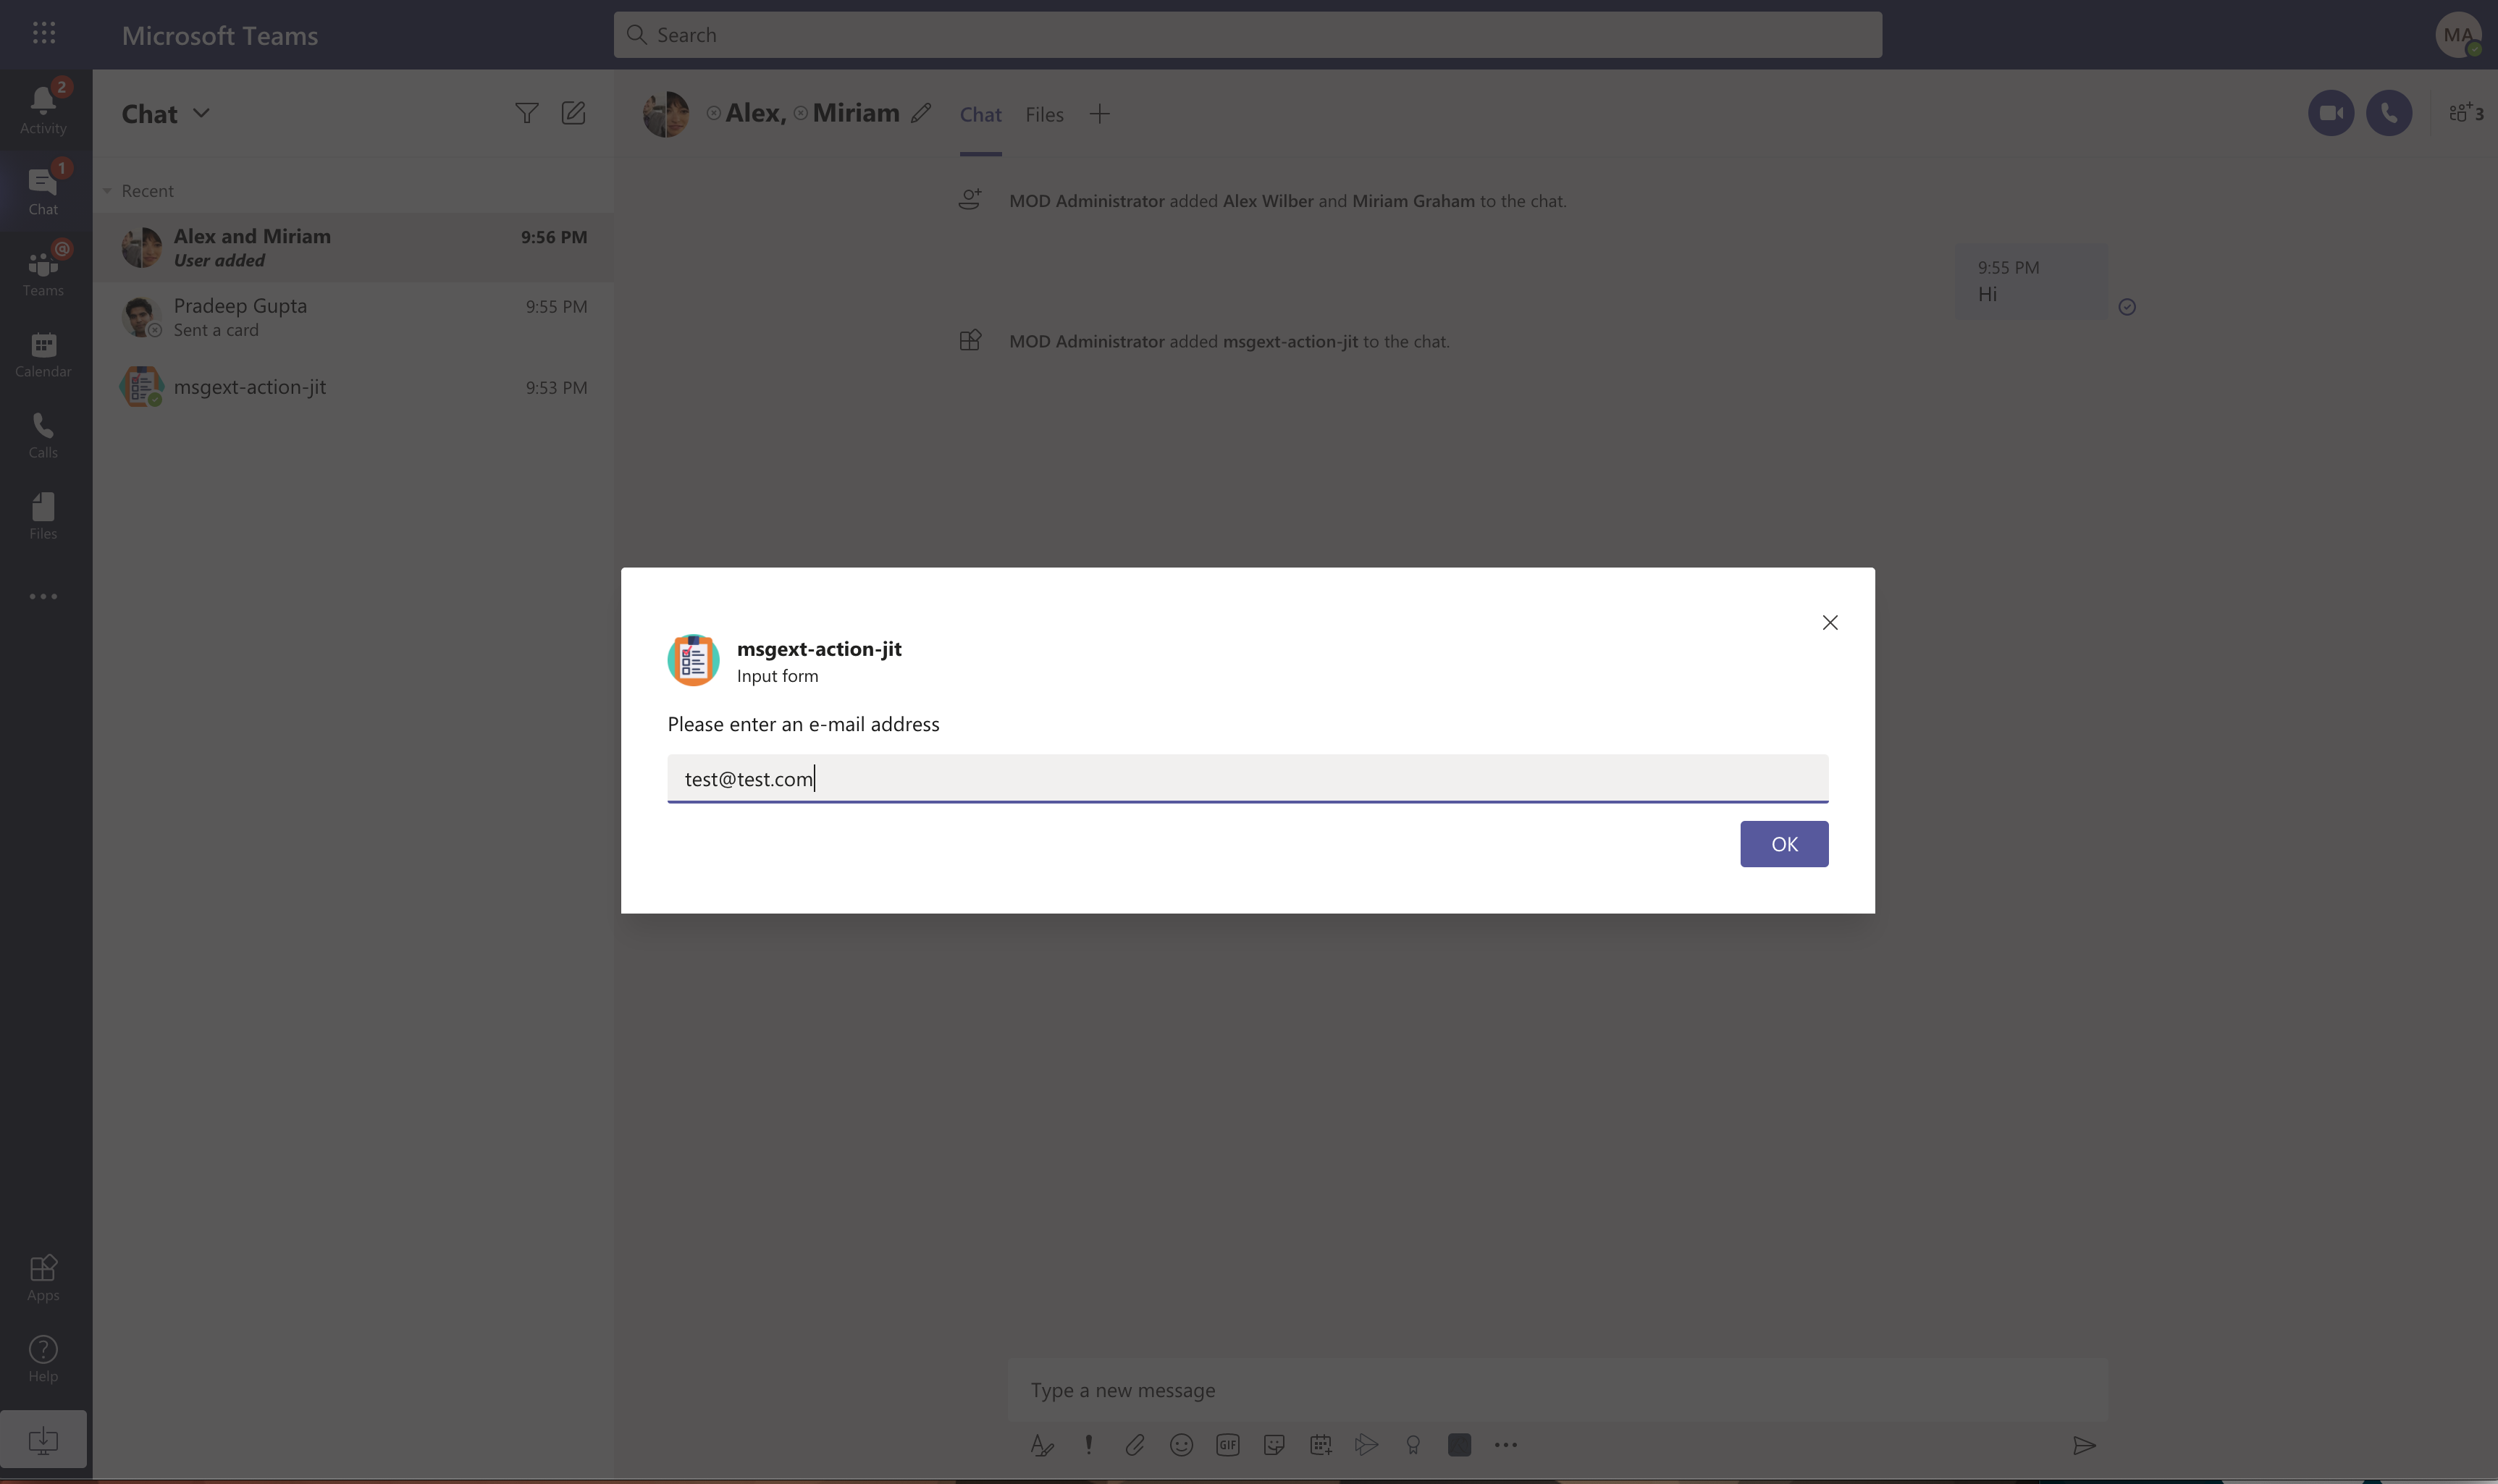 Microsoft Teams
Search
MA
2
Activity
1
Chat
@
Teams
Calendar
Calls
Files
Apps
Help
Chat
Recent
Alex and Miriam 9:56 PM
User added
Pradeep Gupta 9:55 PM
Sent a card
msgext-action-jit 9:53 PM
Alex, Miriam Chat Files 3
MOD Administrator added Alex Wilber and Miriam Graham to the chat.
9:55 PM
Hi
MOD Administrator added msgext-action-jit to the chat.
msgext-action-jit
Input form
Please enter an e-mail address
test@test.com
OK
Type a new message
GIF